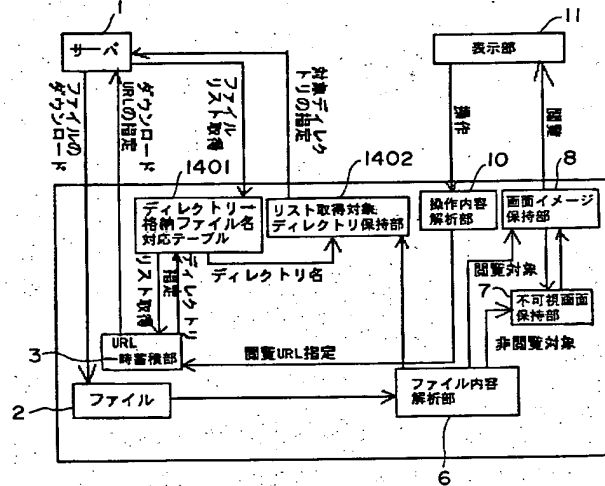 1
サーバ
11
表示部
ファイルの
ダウンロード
ダウンロード
URLの指定
ファイル
リスト取得
対象ディレク
トリの指定
操作
閲覧
1401
1402
10
8
ディレクトリー
格納ファイル名
対応テーブル
リスト取得対象
ディレクトリ保持部
操作内容
解析部
画面イメージ
保持部
リスト取得
ディレクトリ
指定
ディレクトリ名
閲覧対象
7
不可視画面
保持部
3
URL
一時蓄積部
閲覧URL指定
非閲覧対象
2
ファイル
ファイル内容
解析部
6